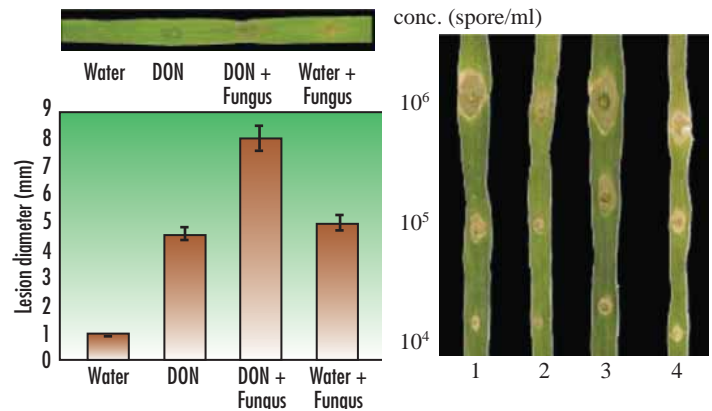 conc. (spore/ml)
Water DON DON + Fungus Water + Fungus
Lesion diameter (mm)
9
8
7
6
5
4
3
2
1
0
Water DON DON + Fungus Water + Fungus
10⁶
10⁵
10⁴
1 2 3 4